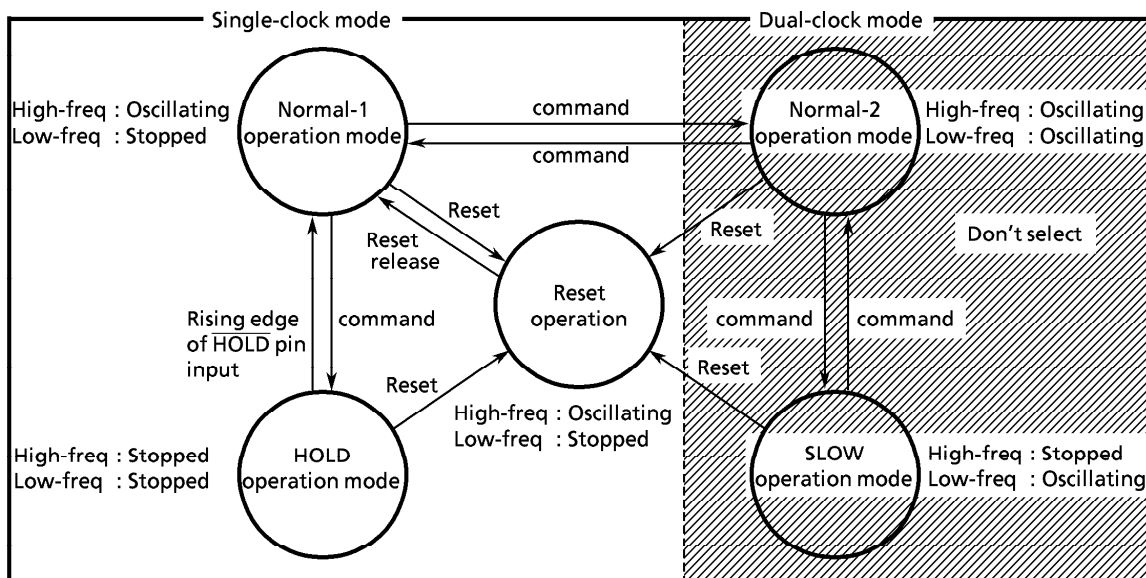 Single-clock mode
Dual-clock mode
High-freq : Oscillating
Low-freq : Stopped
Normal-1
operation mode
command
command
Normal-2
operation mode
High-freq : Oscillating
Low-freq : Oscillating
Reset
Reset
release
Reset
Don't select
Reset
operation
Rising edge
of H̅O̅L̅D̅ pin
input
command
command
command
Reset
Reset
High-freq : Oscillating
Low-freq : Stopped
High-freq : Stopped
Low-freq : Stopped
HOLD
operation mode
SLOW
operation mode
High-freq : Stopped
Low-freq : Oscillating